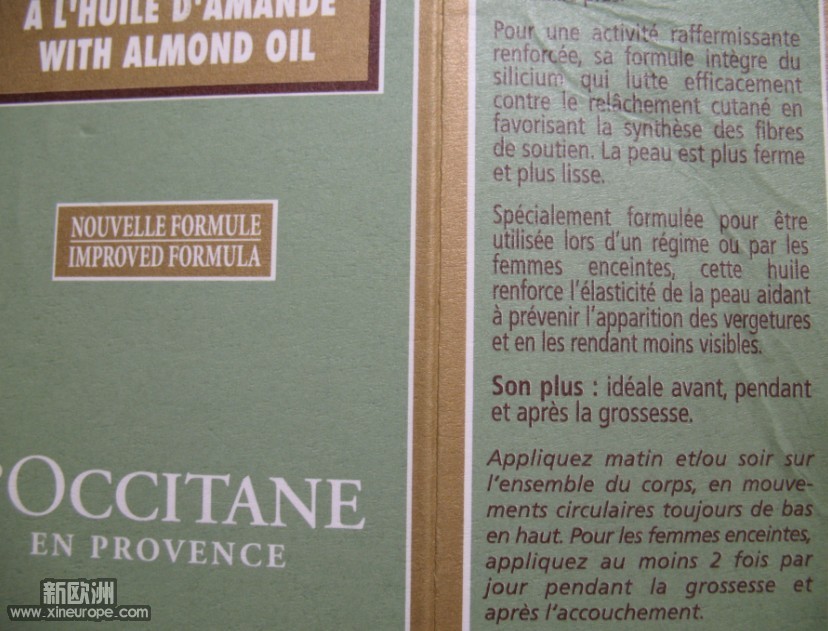 À L'HUILE D'AMANDE
WITH ALMOND OIL
NOUVELLE FORMULE
IMPROVED FORMULA
L'OCCITANE
EN PROVENCE
Pour une activité raffermissante
renforcée, sa formule intègre du
silicium qui lutte efficacement
contre le relâchement cutané en
favorisant la synthèse des fibres
de soutien. La peau est plus ferme
et plus lisse.
Spécialement formulée pour être
utilisée lors d'un régime ou par les
femmes enceintes, cette huile
renforce l'élasticité de la peau aidant
à prévenir l'apparition des vergetures
et en les rendant moins visibles.
Son plus : idéale avant, pendant
et après la grossesse.
Appliquez matin et/ou soir sur
l'ensemble du corps, en mouve-
ments circulaires toujours de bas
en haut. Pour les femmes enceintes,
appliquez au moins 2 fois par
jour pendant la grossesse et
après l'accouchement.
新欧洲
www.xineurope.com